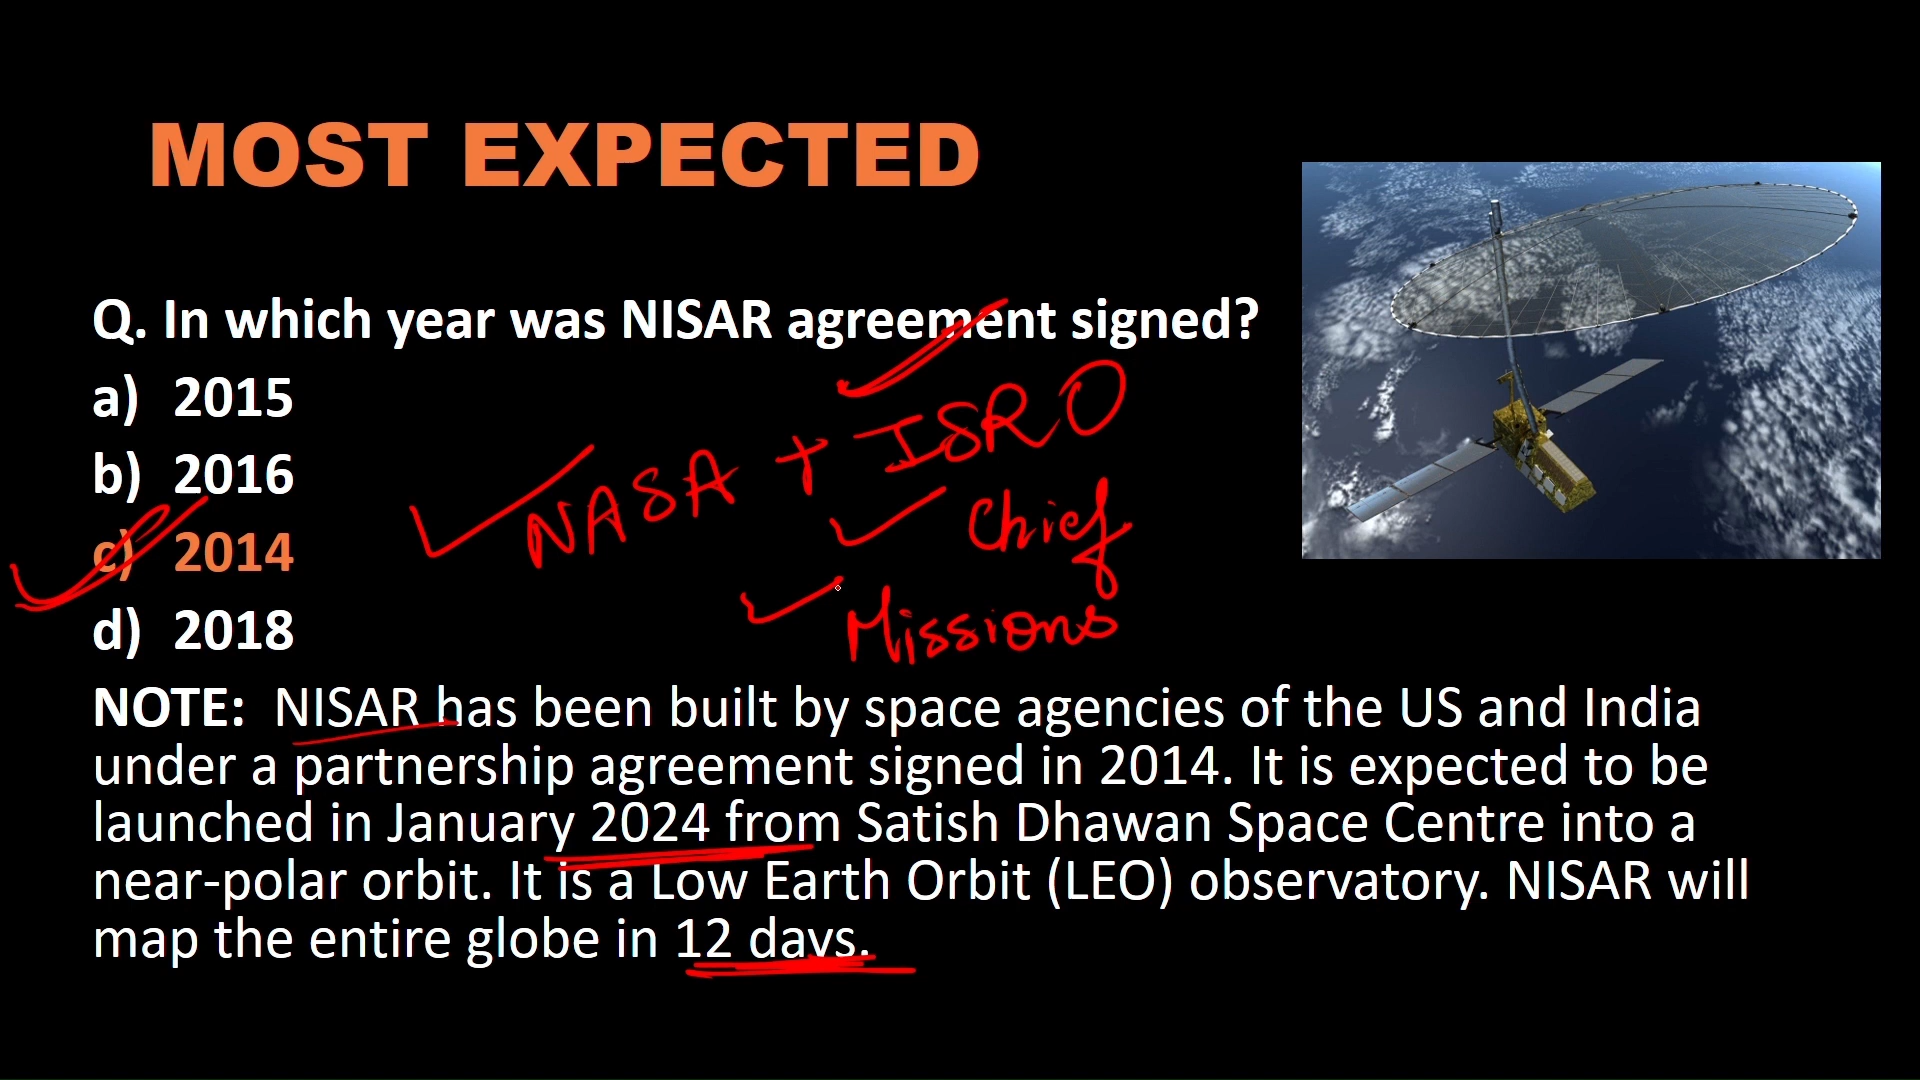 MOST EXPECTED
Q. In which year was NISAR agreement signed?
a) 2015
b) 2016
c) 2014
d) 2018
NASA + ISRO
Chief
Missions
NOTE: NISAR has been built by space agencies of the US and India
under a partnership agreement signed in 2014. It is expected to be
launched in January 2024 from Satish Dhawan Space Centre into a
near-polar orbit. It is a Low Earth Orbit (LEO) observatory. NISAR will
map the entire globe in 12 days.